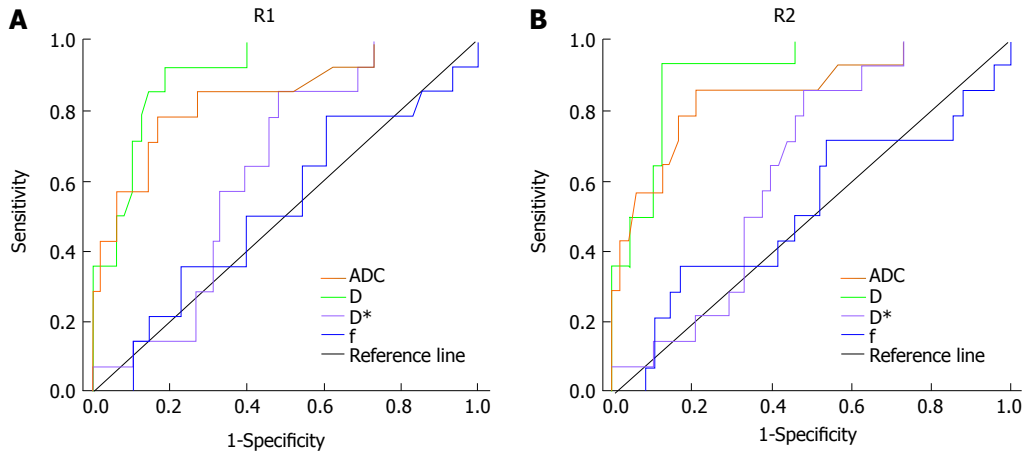 A
R1
1.0
0.8
0.6
0.4
0.2
0.0
Sensitivity
ADC
D
D*
f
Reference line
0.0 0.2 0.4 0.6 0.8 1.0
1-Specificity
B
R2
1.0
0.8
0.6
0.4
0.2
0.0
Sensitivity
ADC
D
D*
f
Reference line
0.0 0.2 0.4 0.6 0.8 1.0
1-Specificity